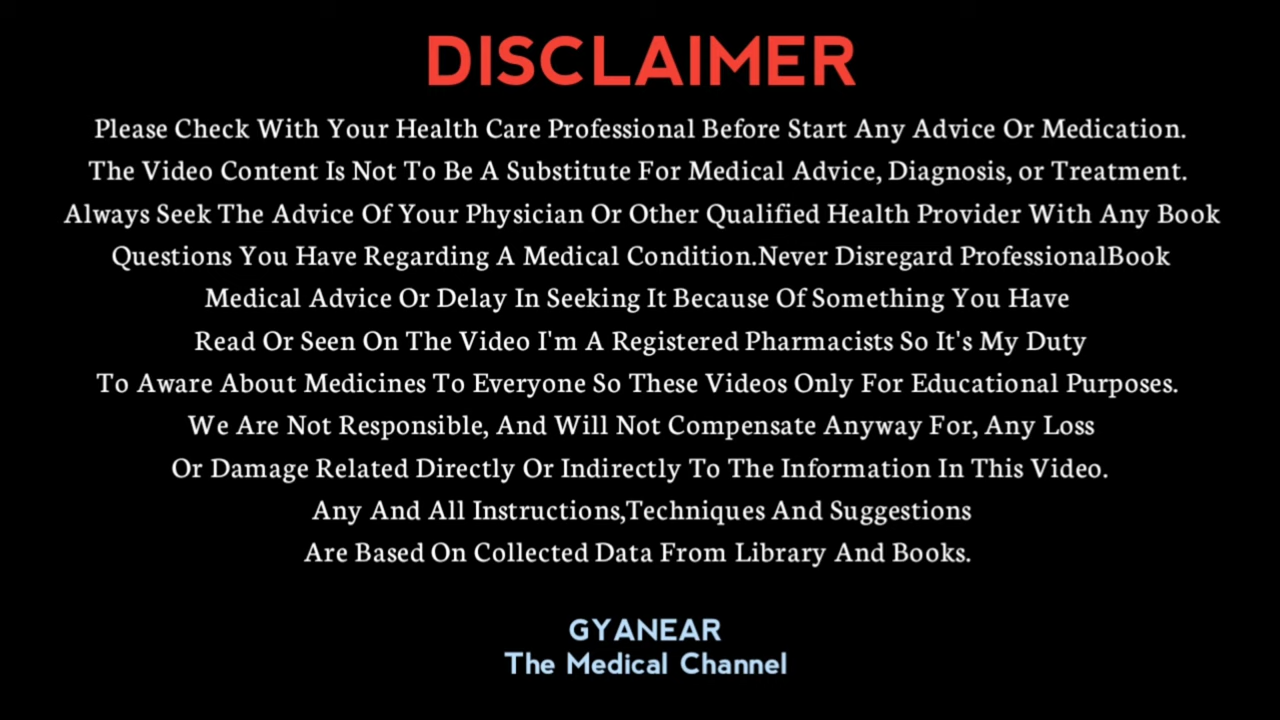 DISCLAIMER
Please Check With Your Health Care Professional Before Start Any Advice Or Medication.
The Video Content Is Not To Be A Substitute For Medical Advice, Diagnosis, or Treatment.
Always Seek The Advice Of Your Physician Or Other Qualified Health Provider With Any Book
Questions You Have Regarding A Medical Condition.Never Disregard ProfessionalBook
Medical Advice Or Delay In Seeking It Because Of Something You Have
Read Or Seen On The Video I'm A Registered Pharmacists So It's My Duty
To Aware About Medicines To Everyone So These Videos Only For Educational Purposes.
We Are Not Responsible, And Will Not Compensate Anyway For, Any Loss
Or Damage Related Directly Or Indirectly To The Information In This Video.
Any And All Instructions,Techniques And Suggestions
Are Based On Collected Data From Library And Books.
GYANEAR
The Medical Channel